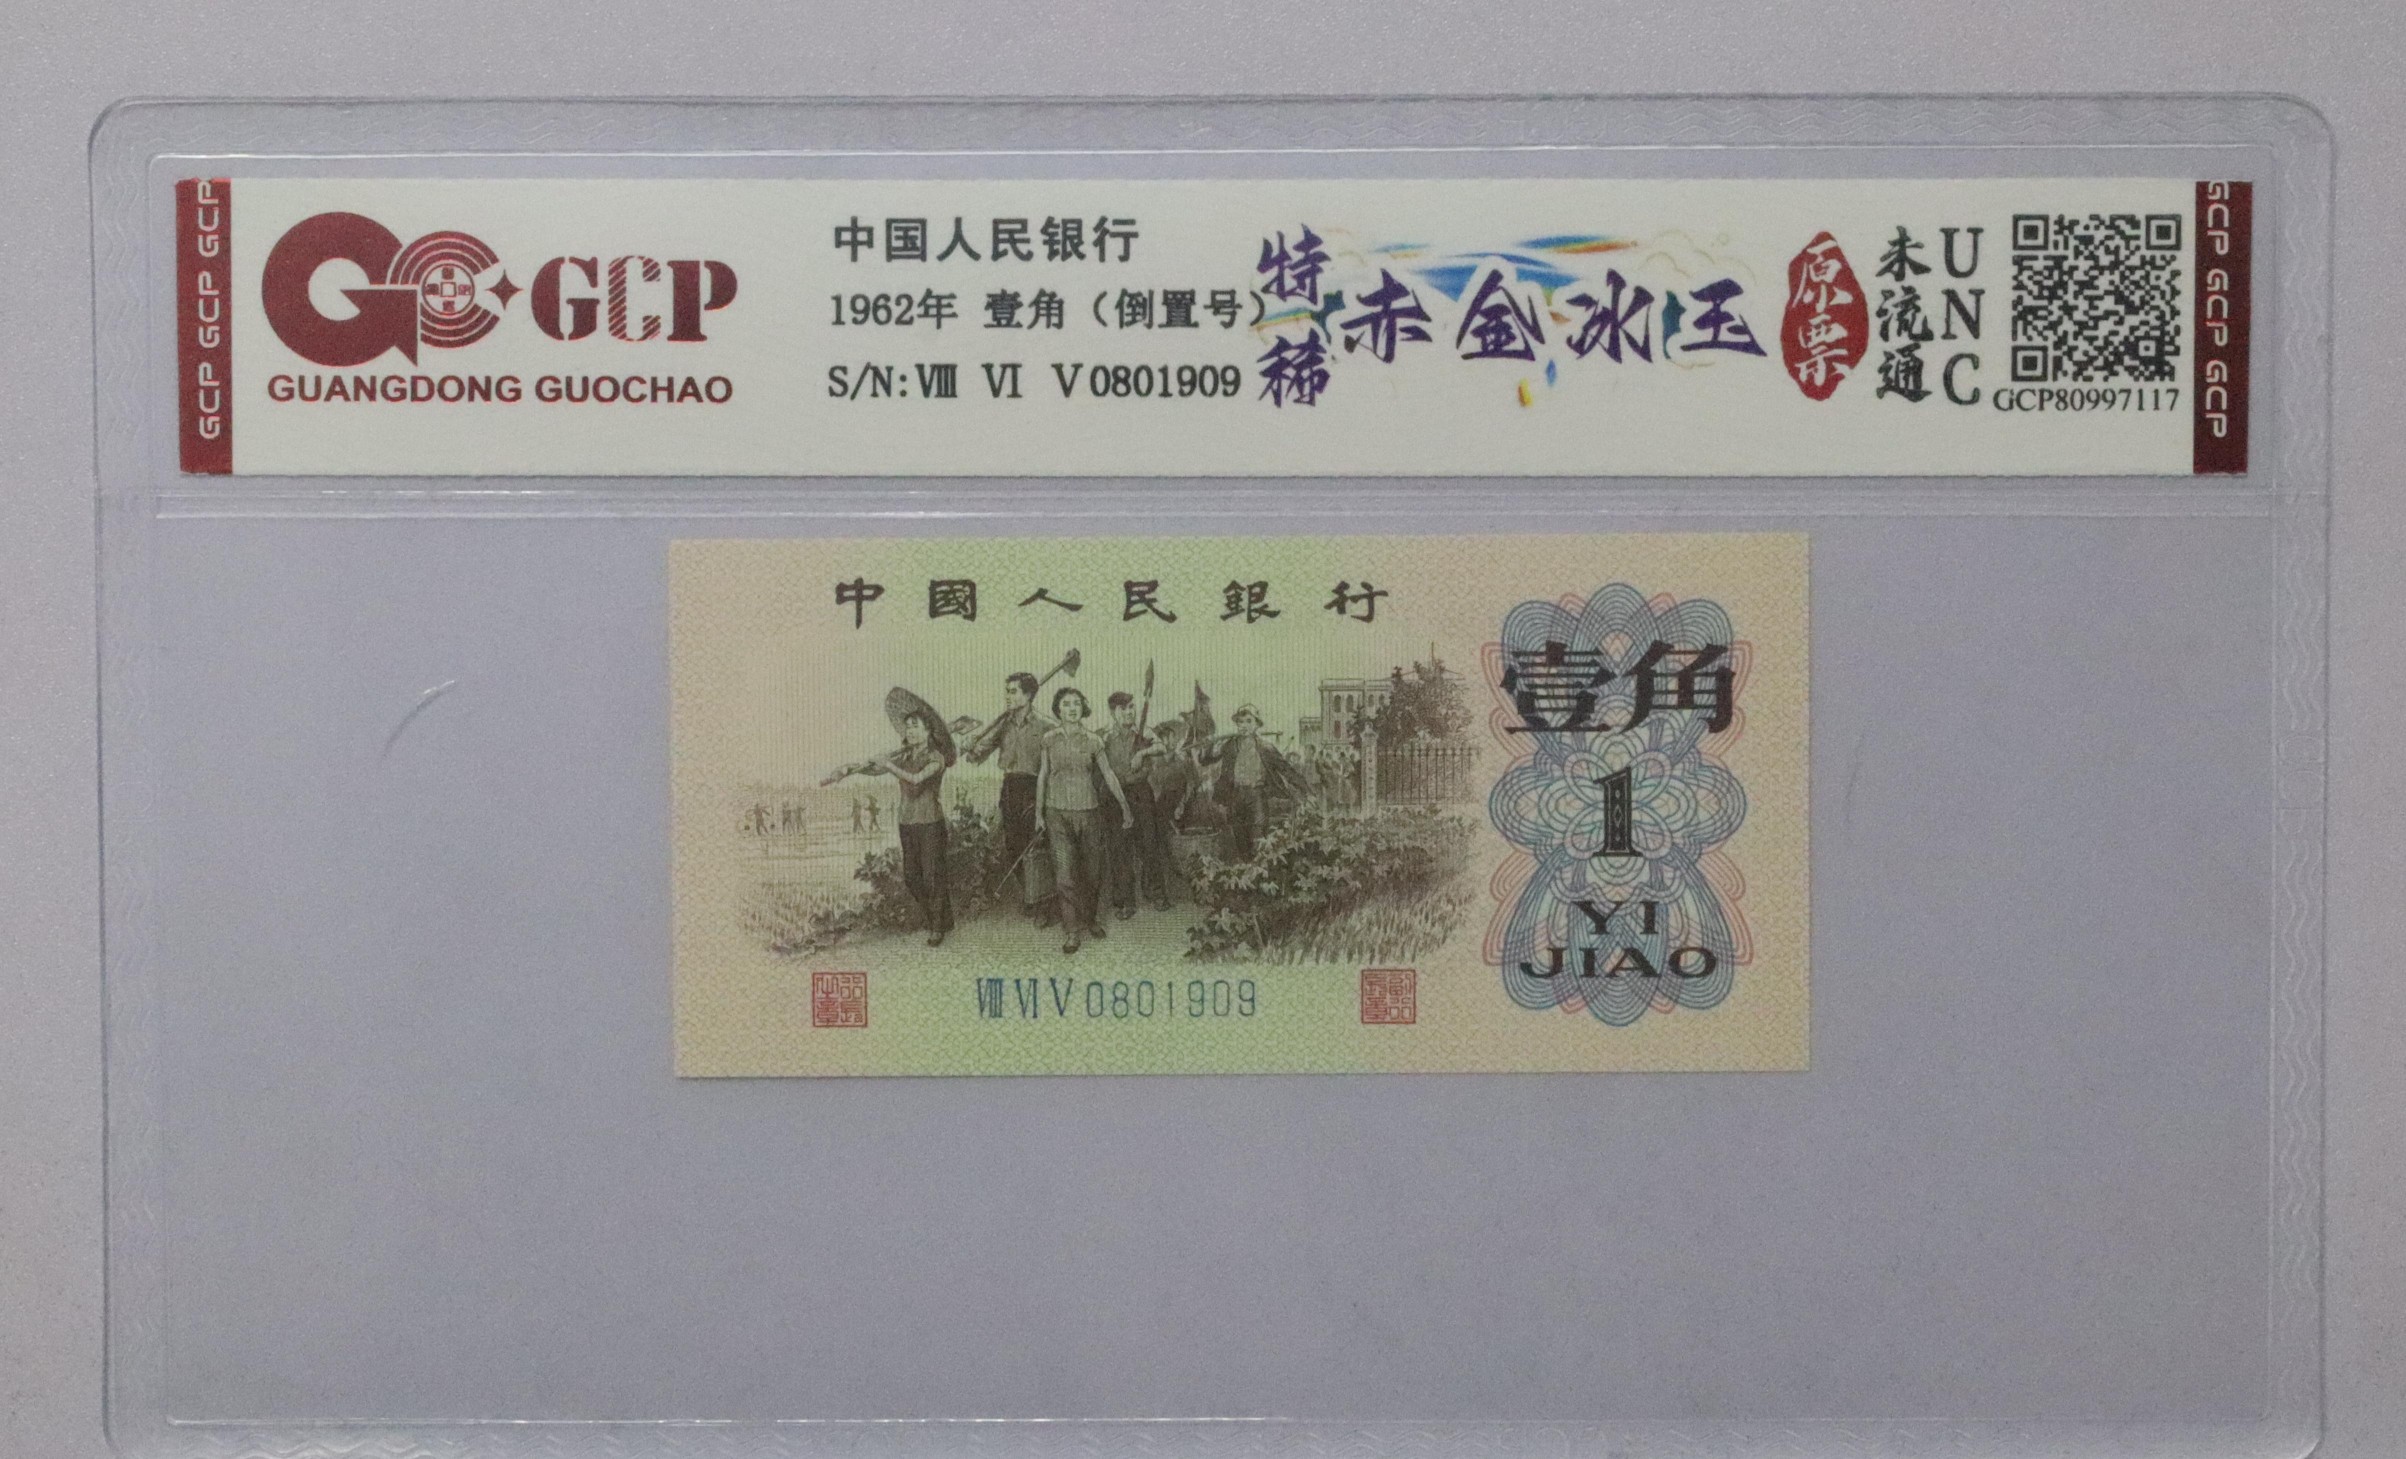 GCP GCP GCP
GCP
GUANGDONG GUOCHAO
中国人民银行
1962年 壹角（倒置号）
S/N:Ⅷ Ⅵ Ⅴ0801909
特稀
赤金冰玉
原票
未流通
UNC
GCP80997117
GCP GCP GCP
中國人民銀行
壹角
1
YI
JIAO
ⅧⅥⅤ0801909